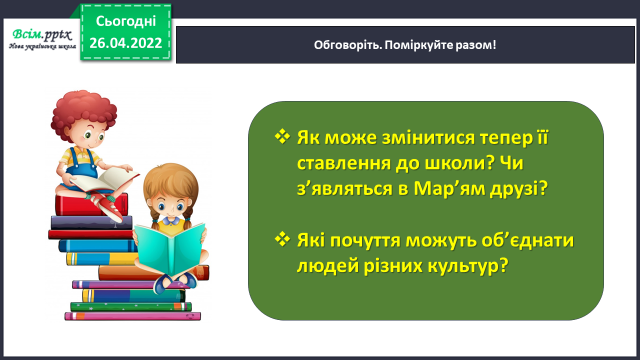 Всім.pptx
Нова українська школа
Сьогодні
26.04.2022
Обговоріть. Поміркуйте разом!
❖ Як може змінитися тепер її
ставлення до школи? Чи
з’являться в Мар’ям друзі?
❖ Які почуття можуть об’єднати
людей різних культур?